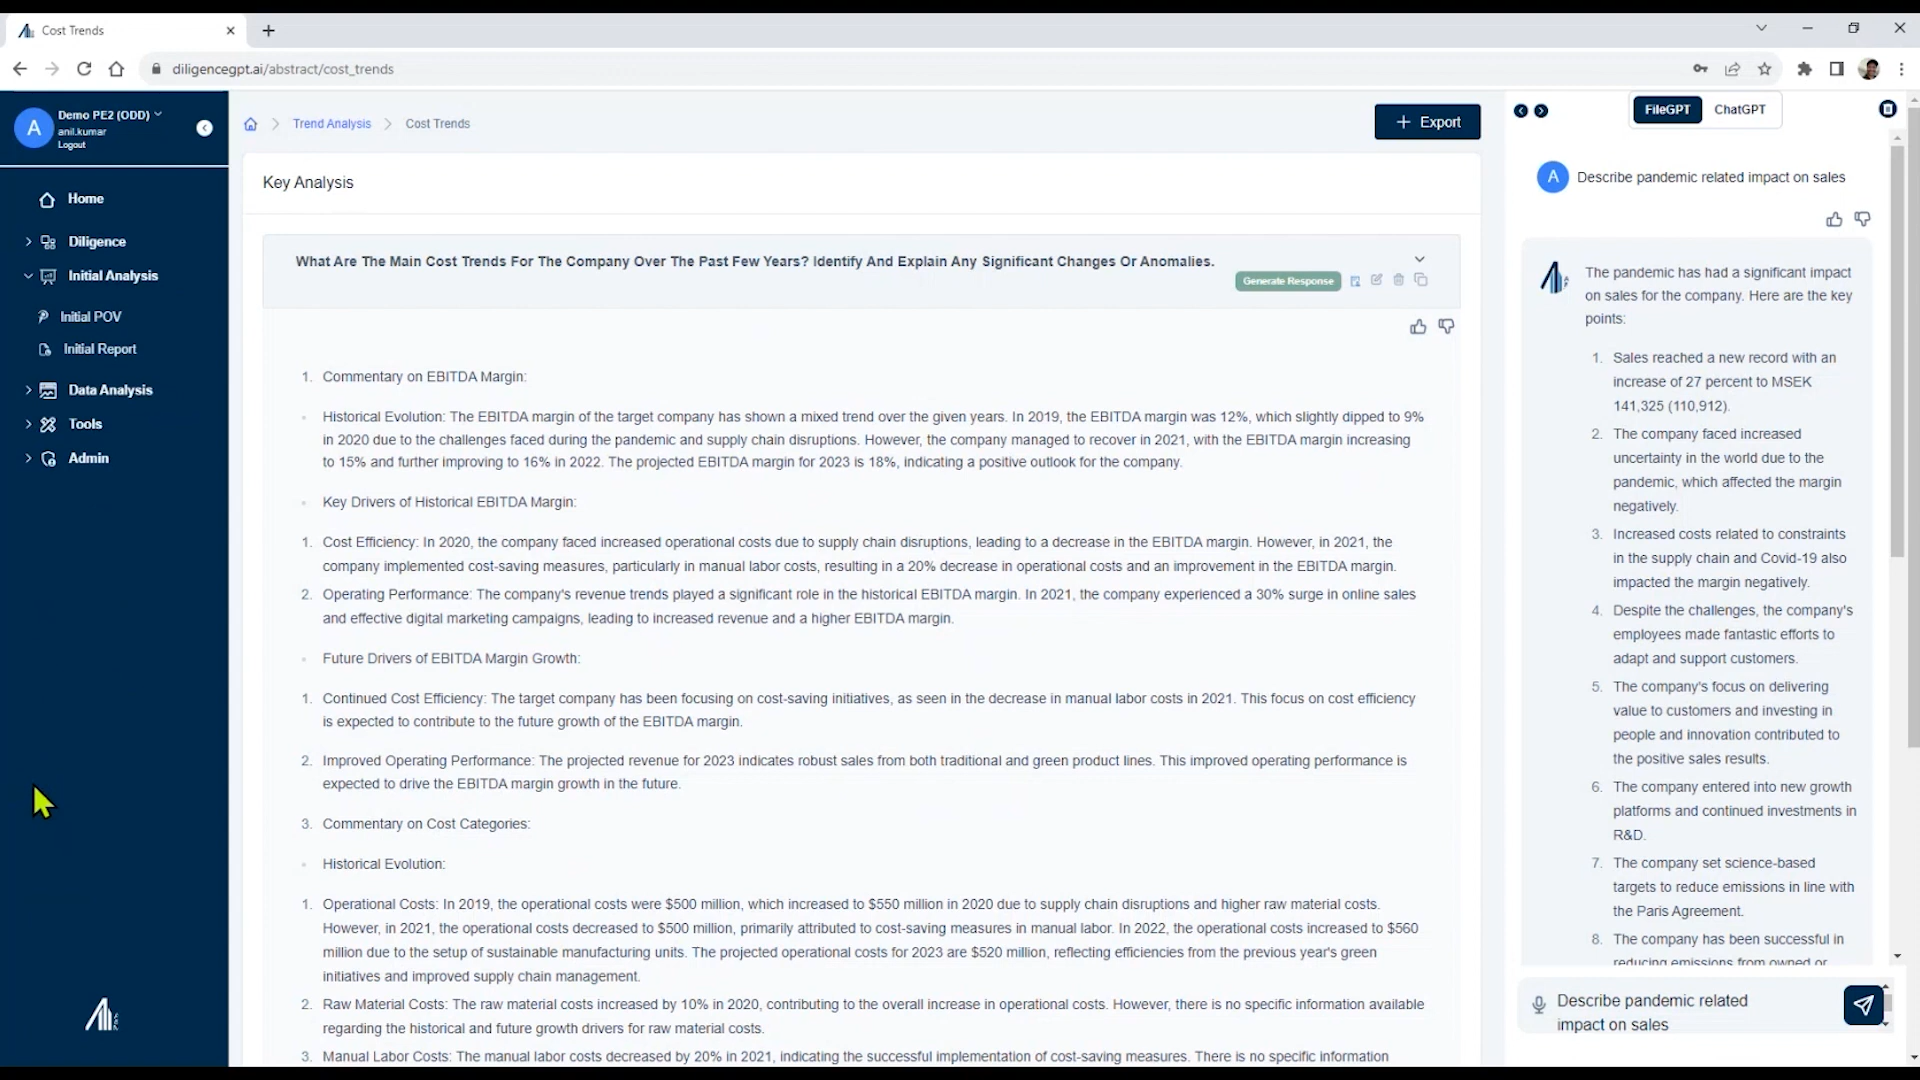 Cost Trends
diligencegpt.ai/abstract/cost_trends
A
Demo PE2 (ODD)
anil.kumar
Logout
Home
Diligence
Initial Analysis
Initial POV
Initial Report
Data Analysis
Tools
Admin
Trend Analysis
Cost Trends
+ Export
Key Analysis
What Are The Main Cost Trends For The Company Over The Past Few Years? Identify And Explain Any Significant Changes Or Anomalies.
Generate Response
1. Commentary on EBITDA Margin:
Historical Evolution: The EBITDA margin of the target company has shown a mixed trend over the given years. In 2019, the EBITDA margin was 12%, which slightly dipped to 9%
in 2020 due to the challenges faced during the pandemic and supply chain disruptions. However, the company managed to recover in 2021, with the EBITDA margin increasing
to 15% and further improving to 16% in 2022. The projected EBITDA margin for 2023 is 18%, indicating a positive outlook for the company.
Key Drivers of Historical EBITDA Margin:
1. Cost Efficiency: In 2020, the company faced increased operational costs due to supply chain disruptions, leading to a decrease in the EBITDA margin. However, in 2021, the
company implemented cost-saving measures, particularly in manual labor costs, resulting in a 20% decrease in operational costs and an improvement in the EBITDA margin.
2. Operating Performance: The company's revenue trends played a significant role in the historical EBITDA margin. In 2021, the company experienced a 30% surge in online sales
and effective digital marketing campaigns, leading to increased revenue and a higher EBITDA margin.
Future Drivers of EBITDA Margin Growth:
1. Continued Cost Efficiency: The target company has been focusing on cost-saving initiatives, as seen in the decrease in manual labor costs in 2021. This focus on cost efficiency
is expected to contribute to the future growth of the EBITDA margin.
2. Improved Operating Performance: The projected revenue for 2023 indicates robust sales from both traditional and green product lines. This improved operating performance is
expected to drive the EBITDA margin growth in the future.
3. Commentary on Cost Categories:
Historical Evolution:
1. Operational Costs: In 2019, the operational costs were $500 million, which increased to $550 million in 2020 due to supply chain disruptions and higher raw material costs.
However, in 2021, the operational costs decreased to $500 million, primarily attributed to cost-saving measures in manual labor. In 2022, the operational costs increased to $560
million due to the setup of sustainable manufacturing units. The projected operational costs for 2023 are $520 million, reflecting efficiencies from the previous year's green
initiatives and improved supply chain management.
2. Raw Material Costs: The raw material costs increased by 10% in 2020, contributing to the overall increase in operational costs. However, there is no specific information available
regarding the historical and future growth drivers for raw material costs.
3. Manual Labor Costs: The manual labor costs decreased by 20% in 2021, indicating the successful implementation of cost-saving measures. There is no specific information
FileGPT
ChatGPT
A
Describe pandemic related impact on sales
The pandemic has had a significant impact
on sales for the company. Here are the key
points:
1. Sales reached a new record with an
increase of 27 percent to MSEK
141,325 (110,912).
2. The company faced increased
uncertainty in the world due to the
pandemic, which affected the margin
negatively.
3. Increased costs related to constraints
in the supply chain and Covid-19 also
impacted the margin negatively.
4. Despite the challenges, the company's
employees made fantastic efforts to
adapt and support customers.
5. The company's focus on delivering
value to customers and investing in
people and innovation contributed to
the positive sales results.
6. The company entered into new growth
platforms and continued investments in
R&D.
7. The company set science-based
targets to reduce emissions in line with
the Paris Agreement.
8. The company has been successful in
reducing emissions from owned or
Describe pandemic related
impact on sales